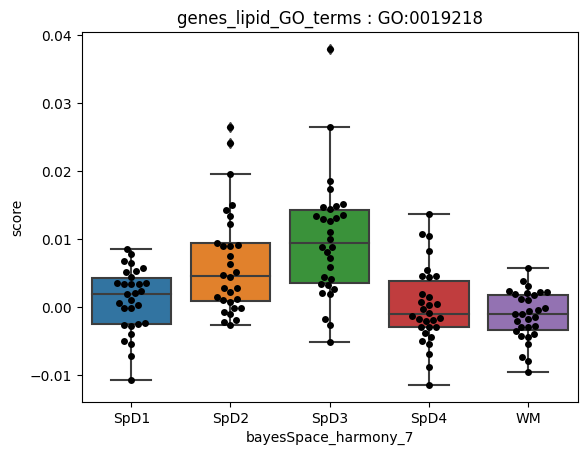 genes_lipid_GO_terms : GO:0019218
0.04
0.03
0.02
0.01
0.00
−0.01
score
SpD1 SpD2 SpD3 SpD4 WM
bayesSpace_harmony_7